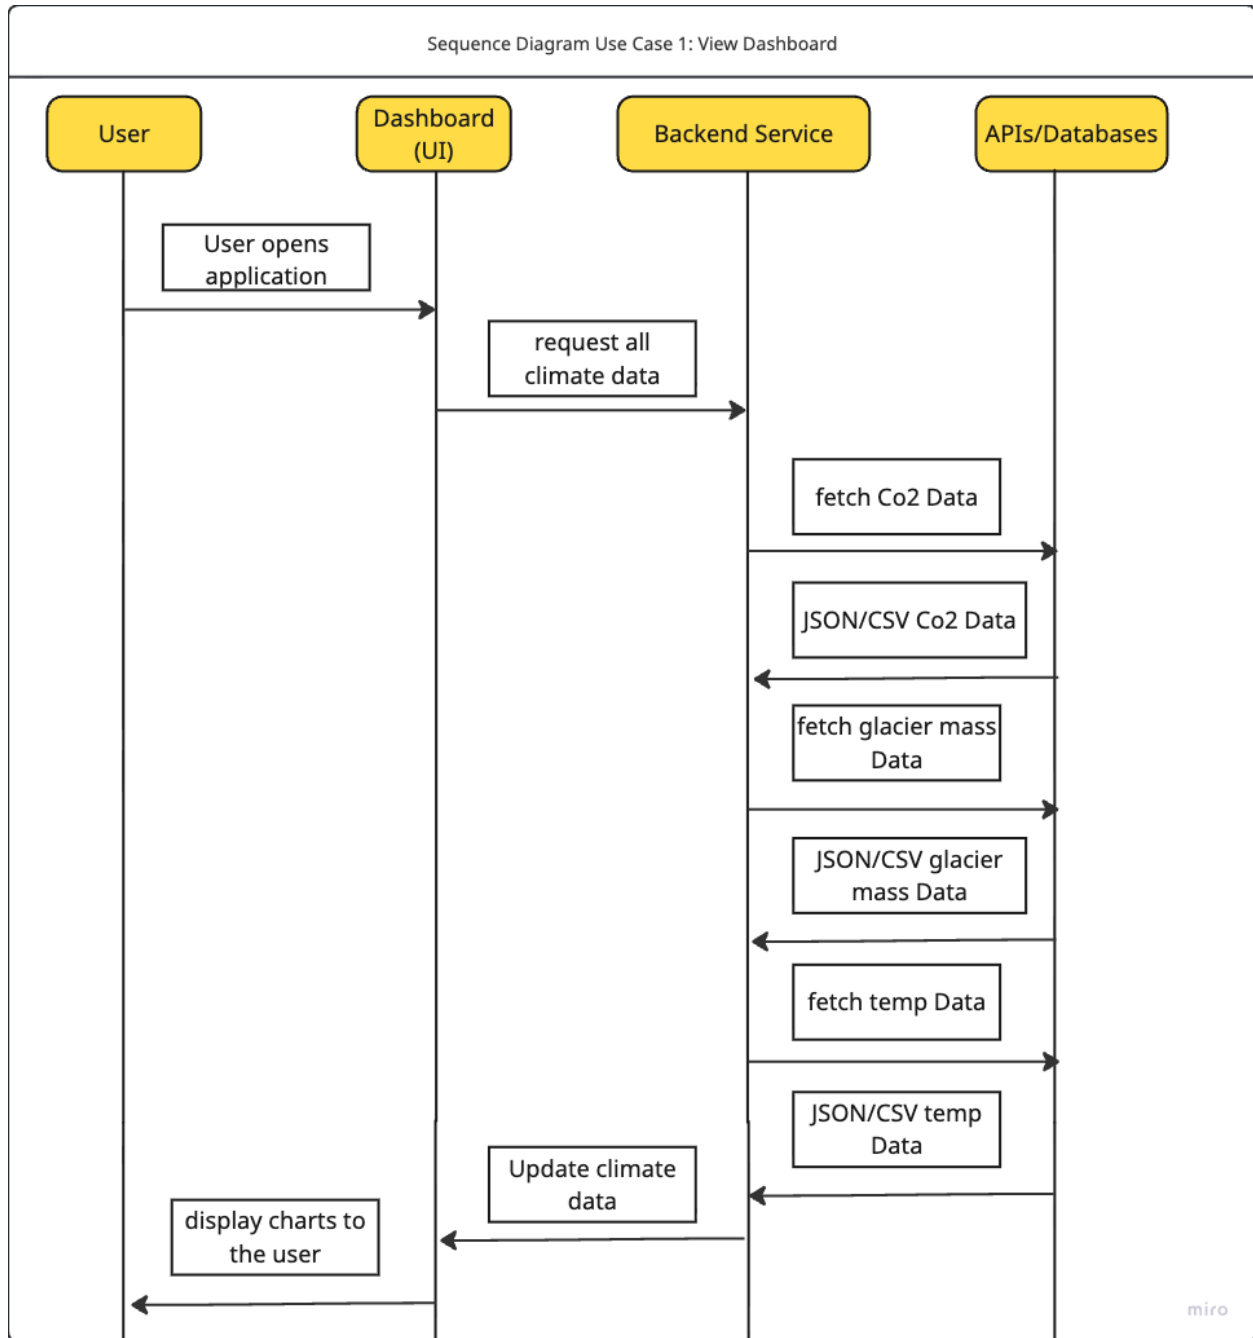 Sequence Diagram Use Case 1: View Dashboard
User
Dashboard
(UI)
Backend Service
APIs/Databases
User opens
application
request all
climate data
fetch Co2 Data
JSON/CSV Co2 Data
fetch glacier mass
Data
JSON/CSV glacier
mass Data
fetch temp Data
JSON/CSV temp
Data
Update climate
data
display charts to
the user
miro